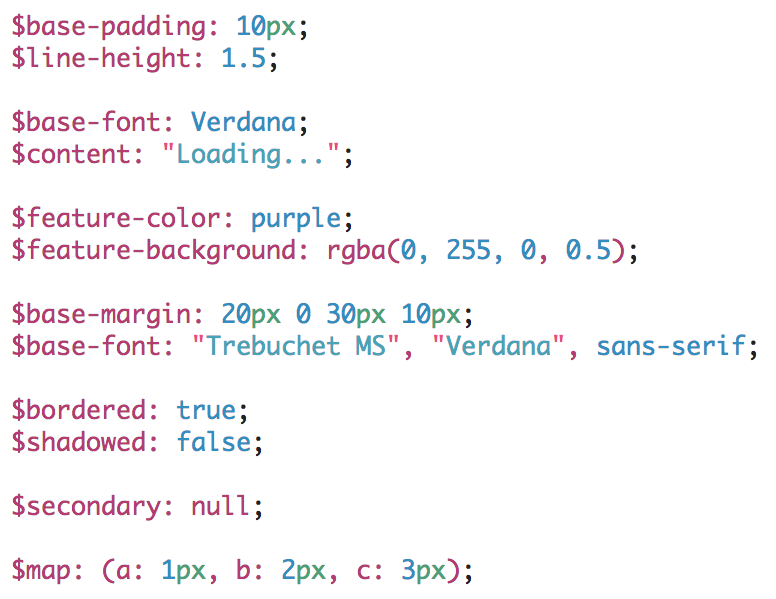 $base-padding: 10px;
$line-height: 1.5;
$base-font: Verdana;
$content: "Loading...";
$feature-color: purple;
$feature-background: rgba(0, 255, 0, 0.5);
$base-margin: 20px 0 30px 10px;
$base-font: "Trebuchet MS", "Verdana", sans-serif;
$bordered: true;
$shadowed: false;
$secondary: null;
$map: (a: 1px, b: 2px, c: 3px);